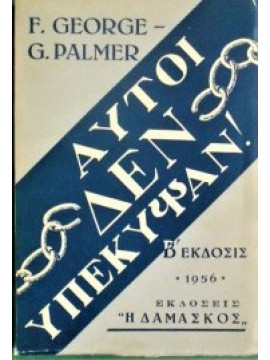 F. GEORGE –
G. PALMER
ΑΥΤΟΙ
ΔΕΝ
ΥΠΕΚΥΨΑΝ!
Β΄ ΕΚΔΟΣΙΣ
· 1956 ·
ΕΚΔΟΣΕΙΣ
"Η ΔΑΜΑΣΚΟΣ„